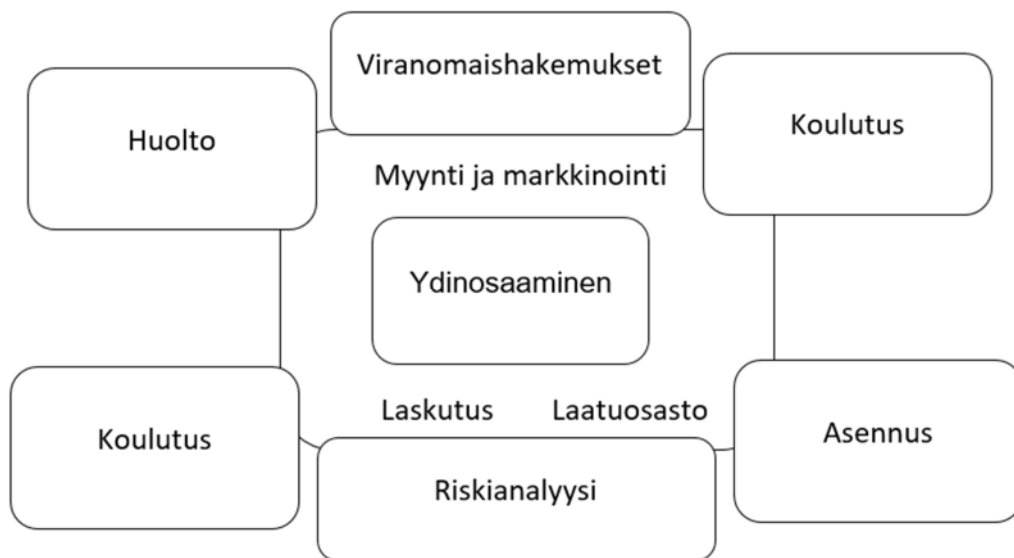 Viranomaishakemukset
Huolto
Koulutus
Myynti ja markkinointi
Ydinosaaminen
Laskutus
Laatuosasto
Koulutus
Asennus
Riskianalyysi